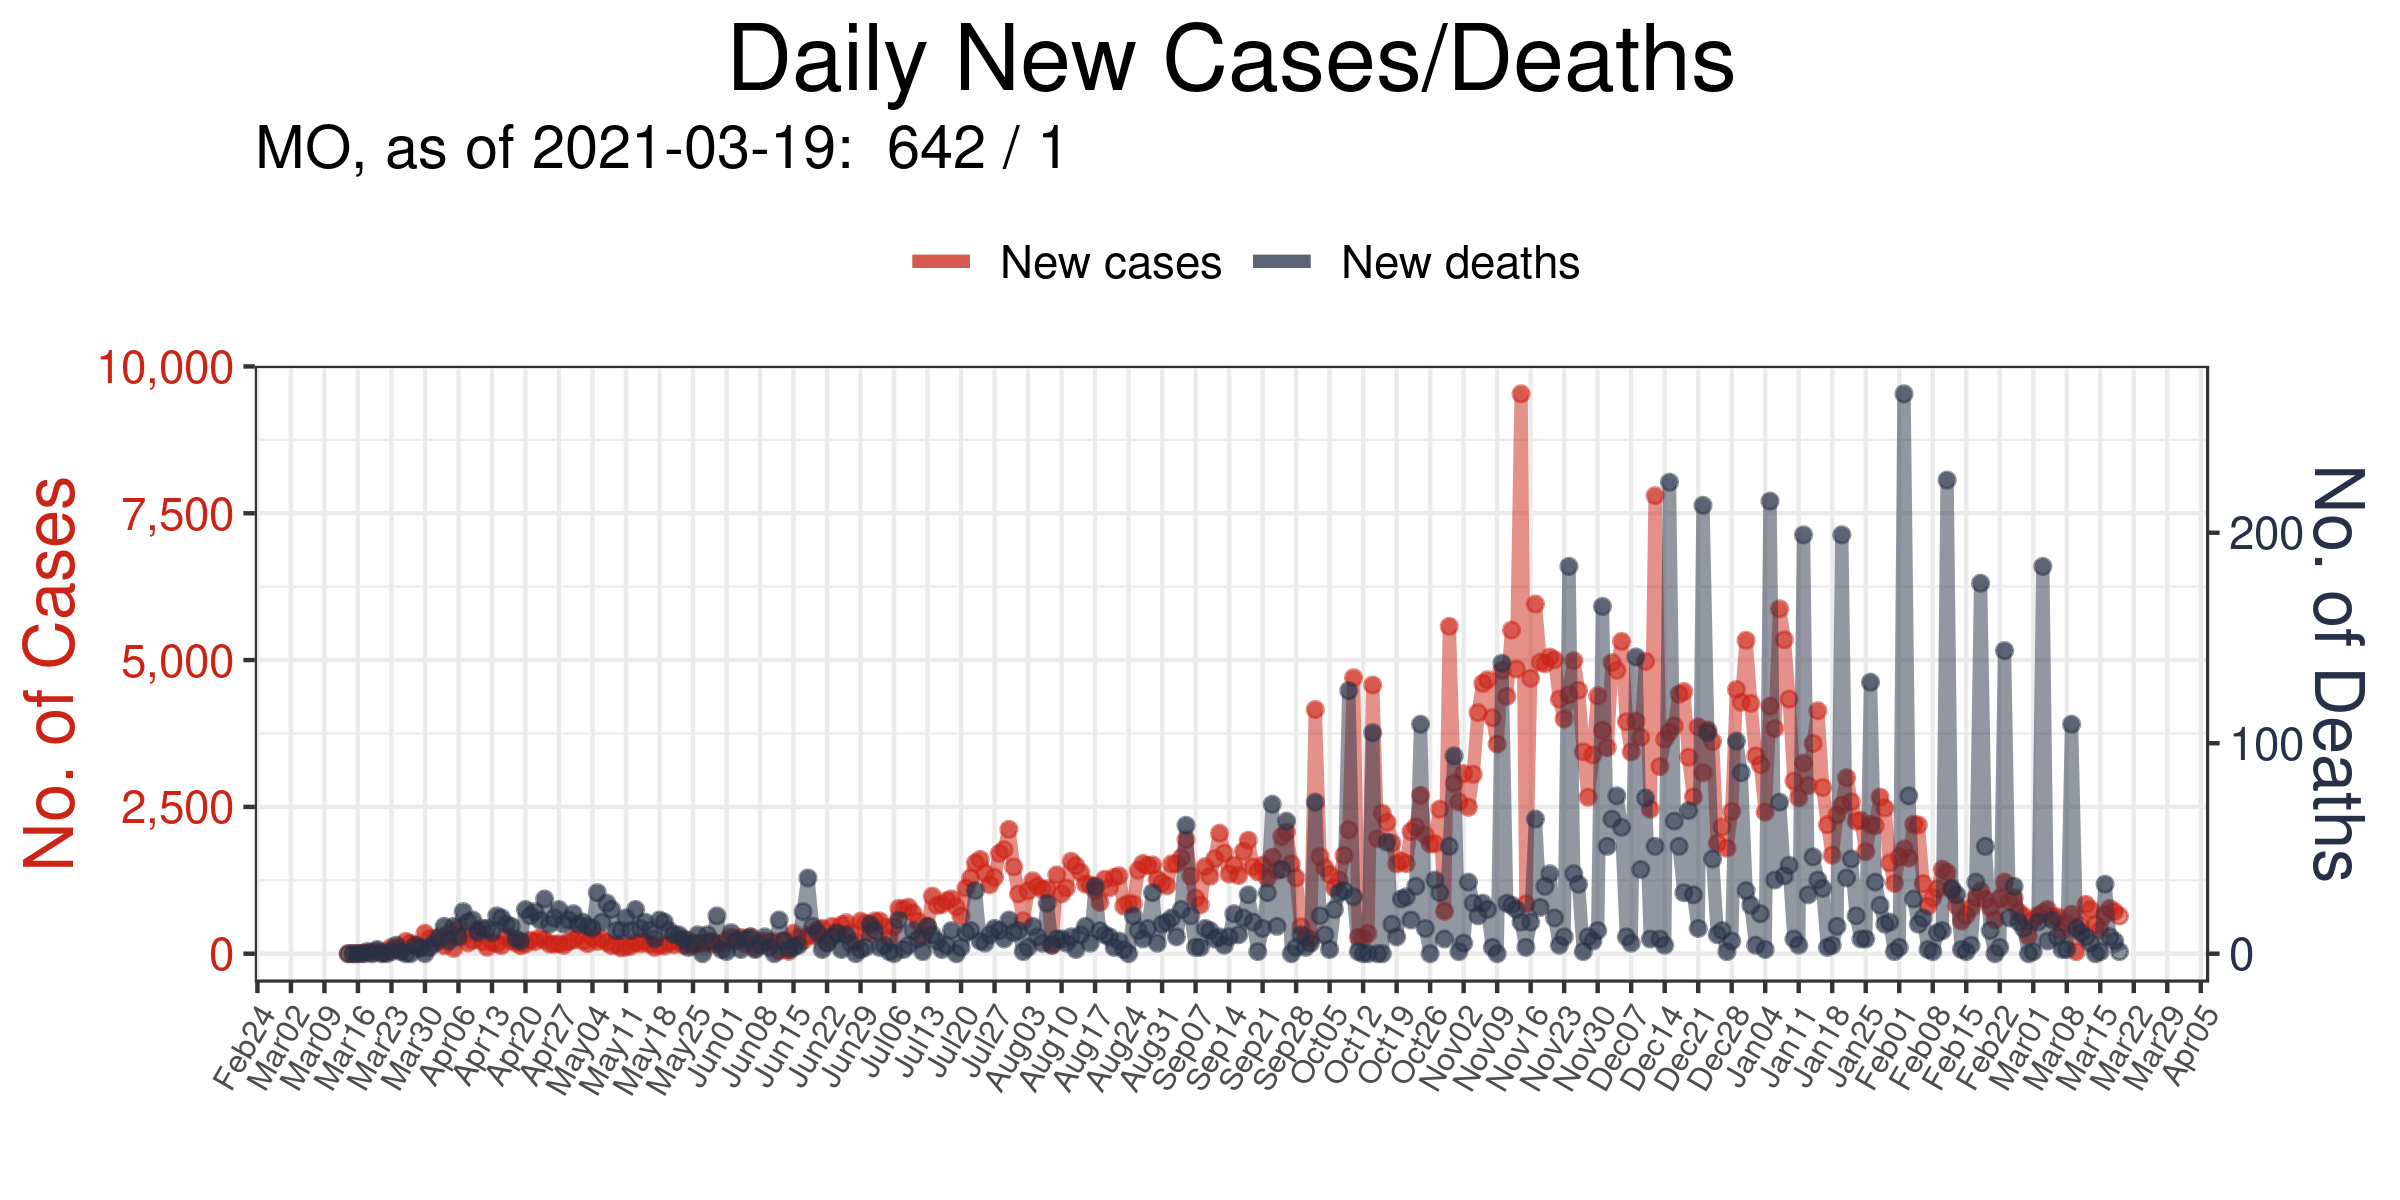 Daily New Cases/Deaths
MO, as of 2021-03-19: 642 / 1
New cases
New deaths
No. of Cases
10,000
7,500
5,000
2,500
0
No. of Deaths
200
100
0
Feb24
Mar02
Mar09
Mar16
Mar23
Mar30
Apr06
Apr13
Apr20
Apr27
May04
May11
May18
May25
Jun01
Jun08
Jun15
Jun22
Jun29
Jul06
Jul13
Jul20
Jul27
Aug03
Aug10
Aug17
Aug24
Aug31
Sep07
Sep14
Sep21
Sep28
Oct05
Oct12
Oct19
Oct26
Nov02
Nov09
Nov16
Nov23
Nov30
Dec07
Dec14
Dec21
Dec28
Jan04
Jan11
Jan18
Jan25
Feb01
Feb08
Feb15
Feb22
Mar01
Mar08
Mar15
Mar22
Mar29
Apr05